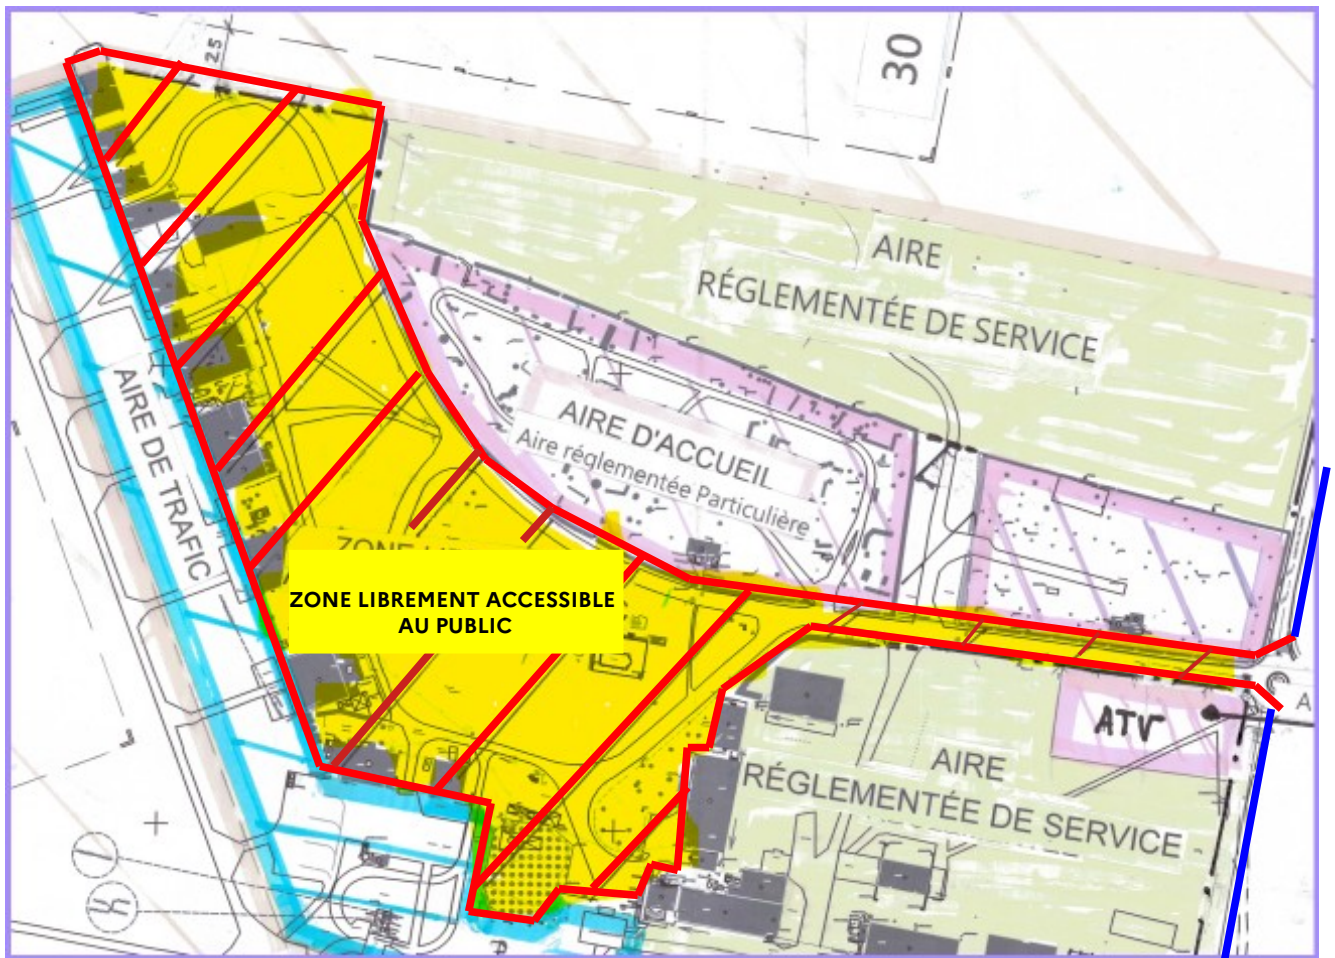 25
30
AIRE
RÉGLEMENTÉE DE SERVICE
AIRE D'ACCUEIL
Aire réglementée Particulière
AIRE DE TRAFIC
ZONE LIBREMENT ACCESSIBLE
AU PUBLIC
ATV
A
AIRE
RÉGLEMENTÉE DE SERVICE